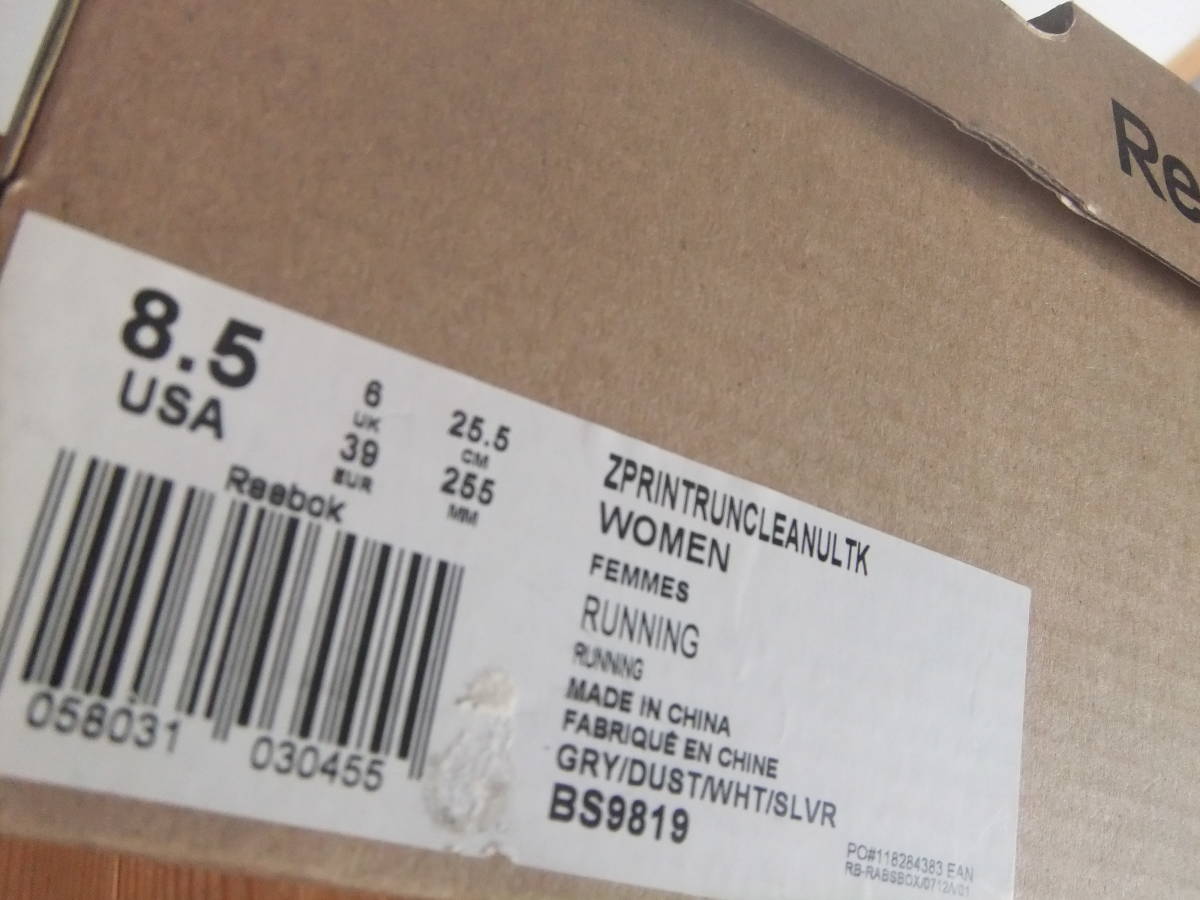 Re
8.5
USA
6
UK
39
EUR
25.5
CM
255
MM
Reebok
058031 030455
ZPRINTRUNCLEANULTK
WOMEN
FEMMES
RUNNING
RUNNING
MADE IN CHINA
FABRIQUÉ EN CHINE
GRY/DUST/WHT/SLVR
BS9819
PO#118284383 EAN
RB-RABSBOX/0712/V01